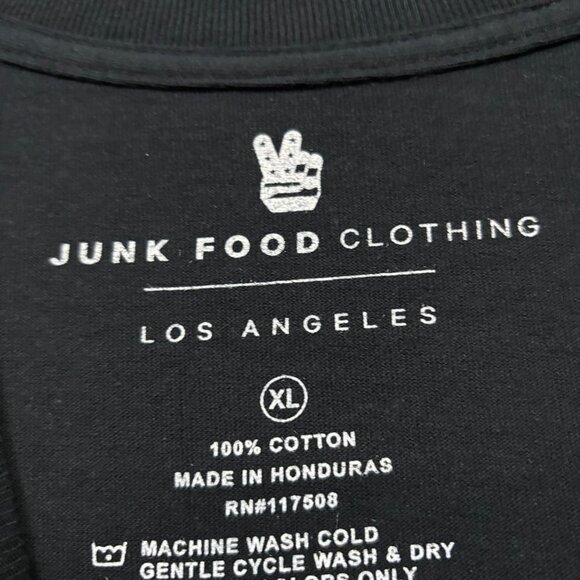 JUNK FOOD CLOTHING
LOS ANGELES
XL
100% COTTON
MADE IN HONDURAS
RN#117508
MACHINE WASH COLD
GENTLE CYCLE WASH & DRY
ONLY